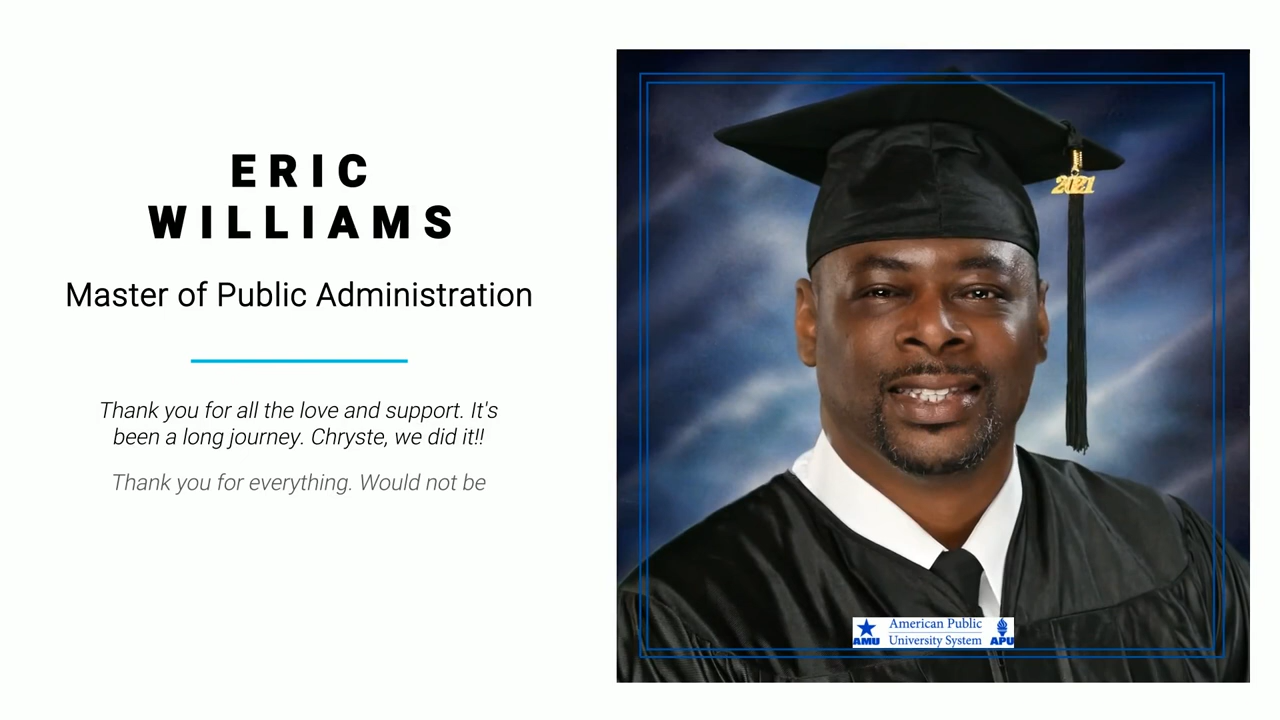 ERIC
WILLIAMS
Master of Public Administration
Thank you for all the love and support. It's
been a long journey. Chryste, we did it!!
Thank you for everything. Would not be
2021
American Public
University System
AMU
APU